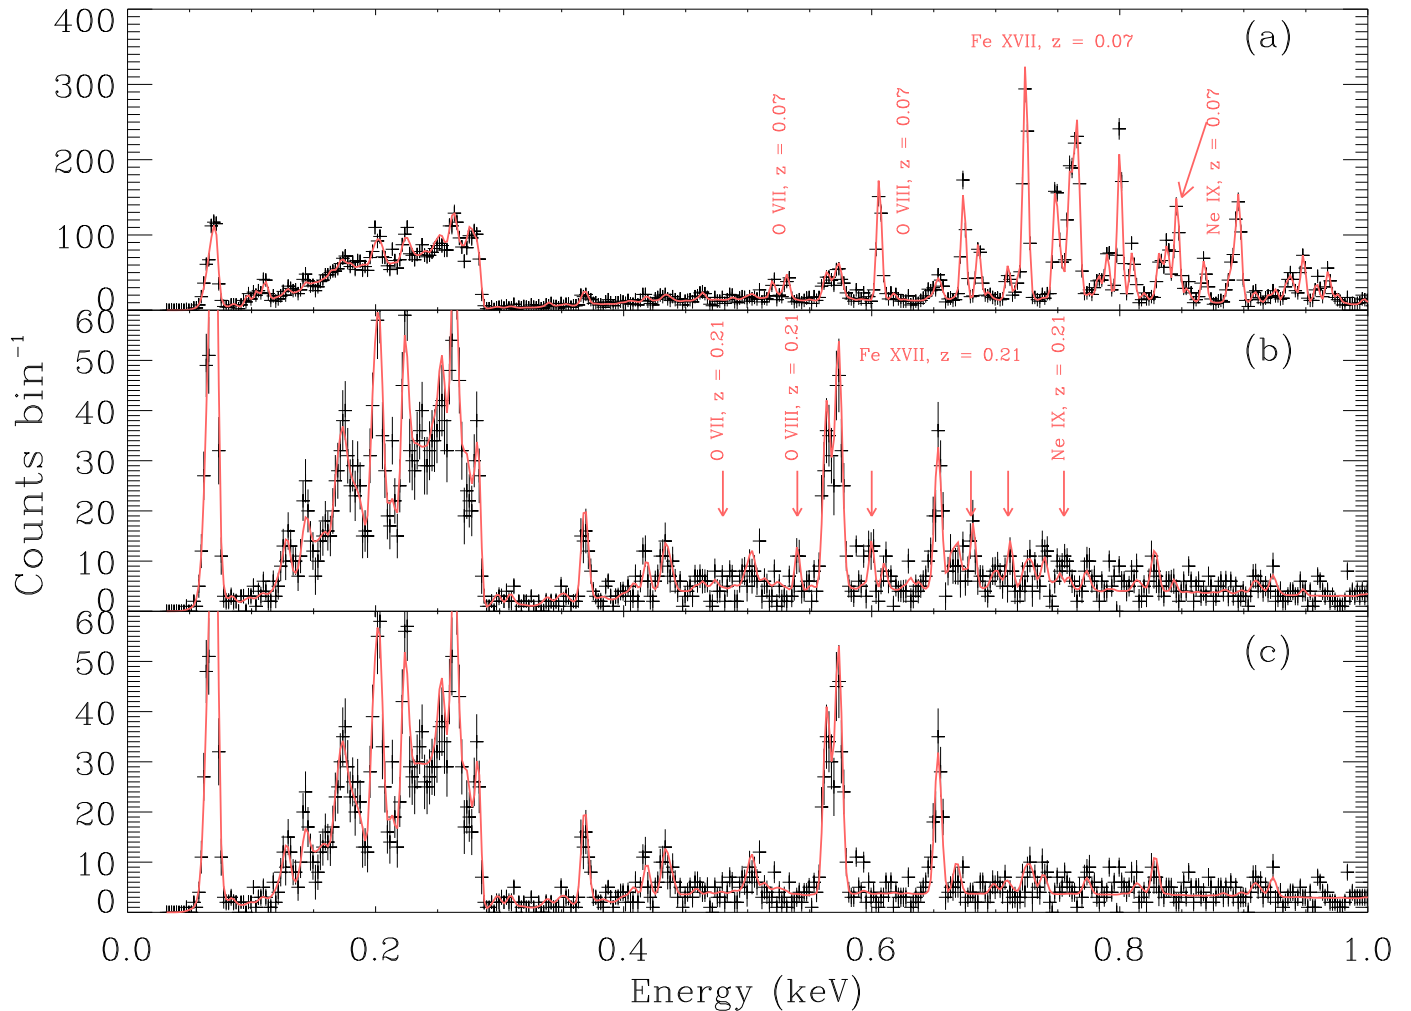 400
300
200
100
0
(a)
Fe XVII, z = 0.07
O VII, z = 0.07
O VIII, z = 0.07
Ne IX, z = 0.07
60
50
40
30
20
10
0
(b)
O VII, z = 0.21
O VIII, z = 0.21
Fe XVII, z = 0.21
Ne IX, z = 0.21
Counts bin⁻¹
60
50
40
30
20
10
0
(c)
0.0 0.2 0.4 0.6 0.8 1.0
Energy (keV)